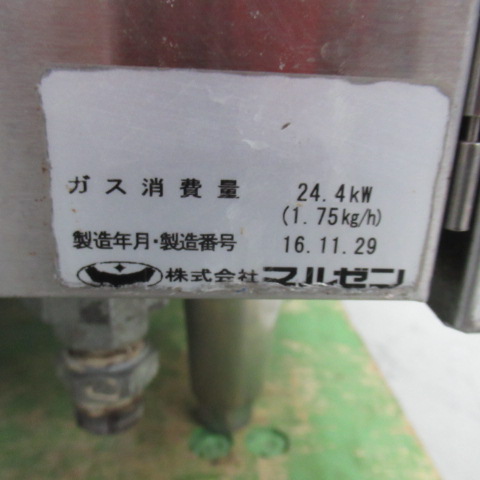 ガス消費量 24.4kW
(1.75kg/h)
製造年月・製造番号 16.11.29
株式会社 マルゼン